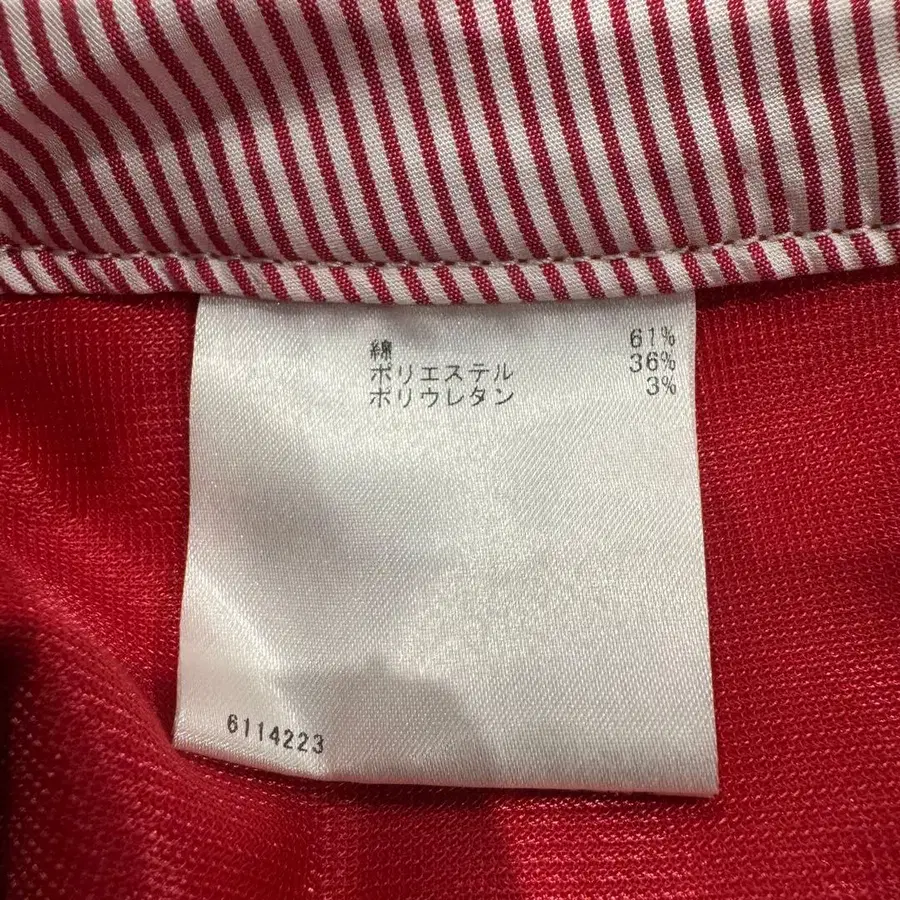 綿 61%
ポリエステル 36%
ポリウレタン 3%
6114223